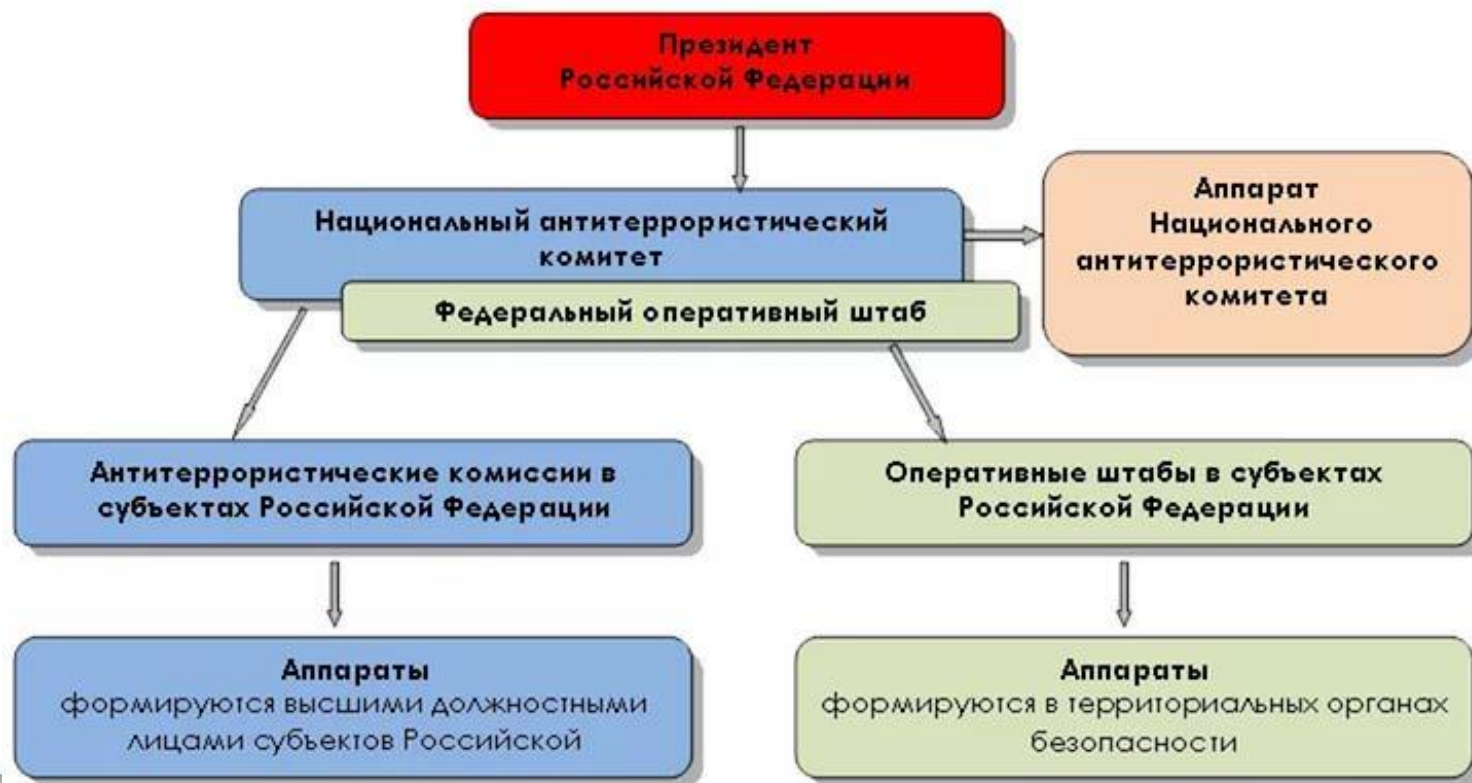 Президент
Российской Федерации
Национальный антитеррористический
комитет
Аппарат
Национального
антитеррористического
комитета
Федеральный оперативный штаб
Антитеррористические комиссии в
субъектах Российской Федерации
Оперативные штабы в субъектах
Российской Федерации
Аппараты
формируются высшими должностными
лицами субъектов Российской
Аппараты
формируются в территориальных органах
безопасности